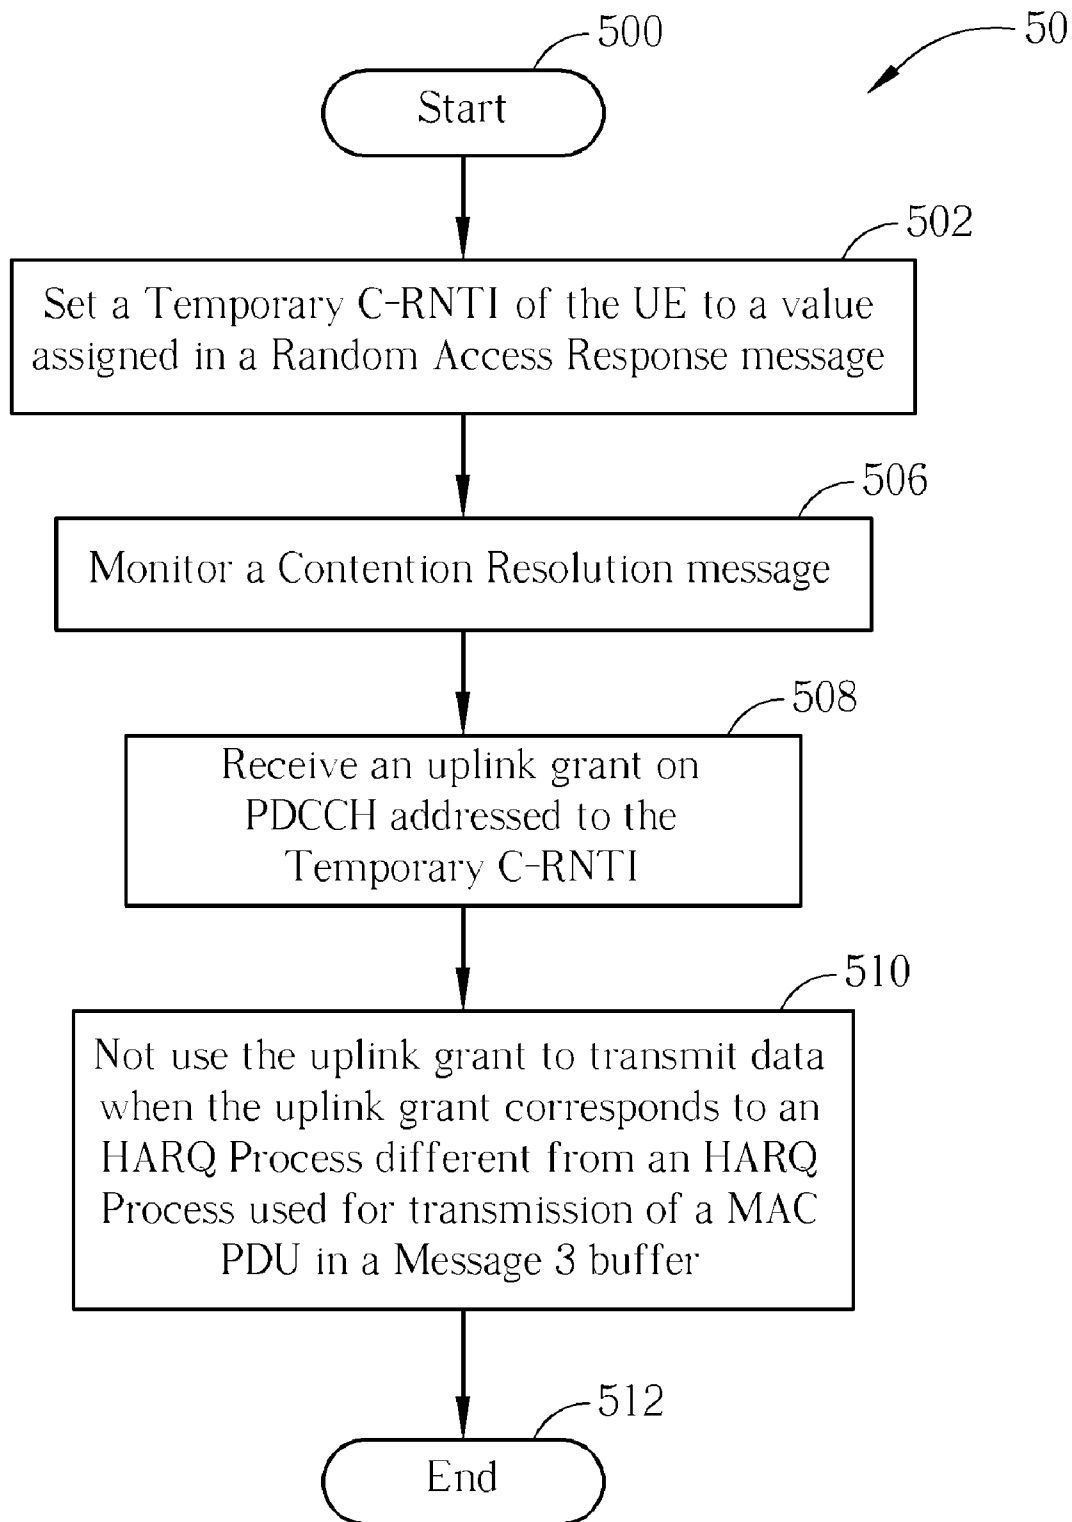 500
50
Start
502
Set a Temporary C-RNTI of the UE to a value
assigned in a Random Access Response message
506
Monitor a Contention Resolution message
508
Receive an uplink grant on
PDCCH addressed to the
Temporary C-RNTI
510
Not use the uplink grant to transmit data
when the uplink grant corresponds to an
HARQ Process different from an HARQ
Process used for transmission of a MAC
PDU in a Message 3 buffer
512
End